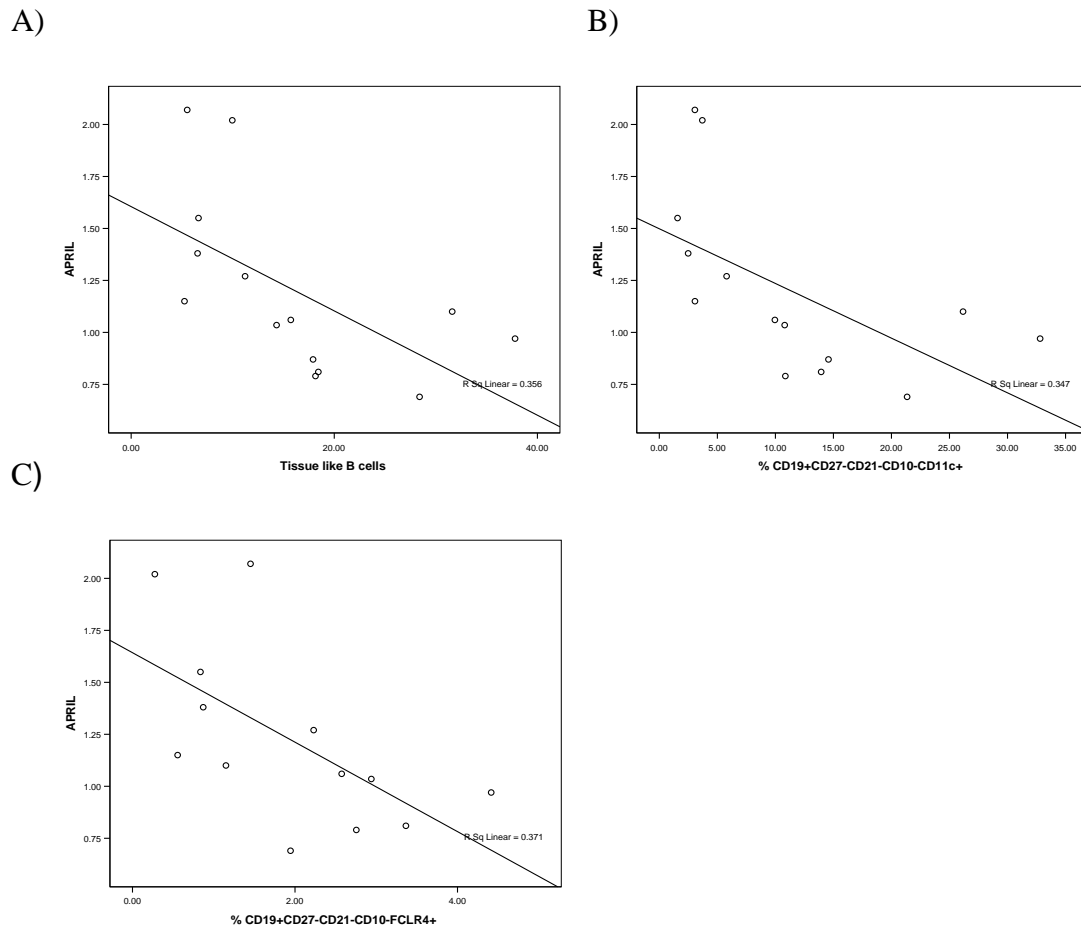 A)
APRIL
2.00
1.75
1.50
1.25
1.00
0.75
R Sq Linear = 0.356
0.00 20.00 40.00
Tissue like B cells
B)
APRIL
2.00
1.75
1.50
1.25
1.00
0.75
R Sq Linear = 0.347
0.00 5.00 10.00 15.00 20.00 25.00 30.00 35.00
% CD19+CD27-CD21-CD10-CD11c+
C)
APRIL
2.00
1.75
1.50
1.25
1.00
0.75
R Sq Linear = 0.371
0.00 2.00 4.00
% CD19+CD27-CD21-CD10-FCLR4+